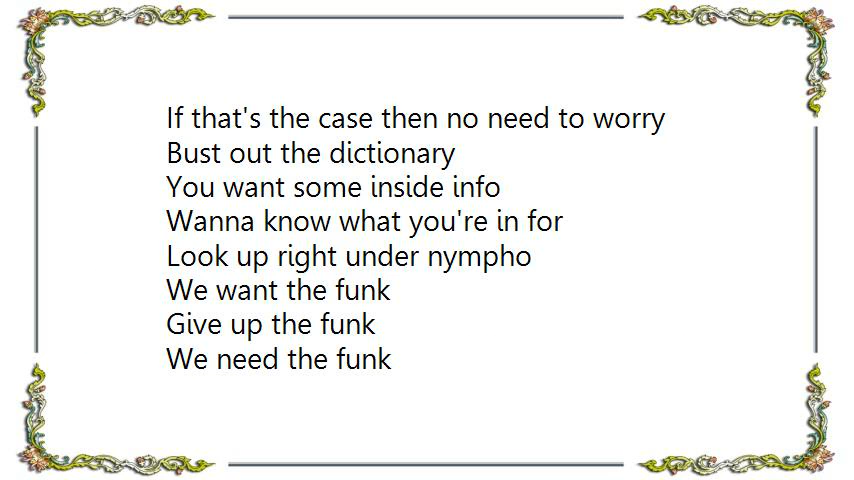 If that's the case then no need to worry
Bust out the dictionary
You want some inside info
Wanna know what you're in for
Look up right under nympho
We want the funk
Give up the funk
We need the funk